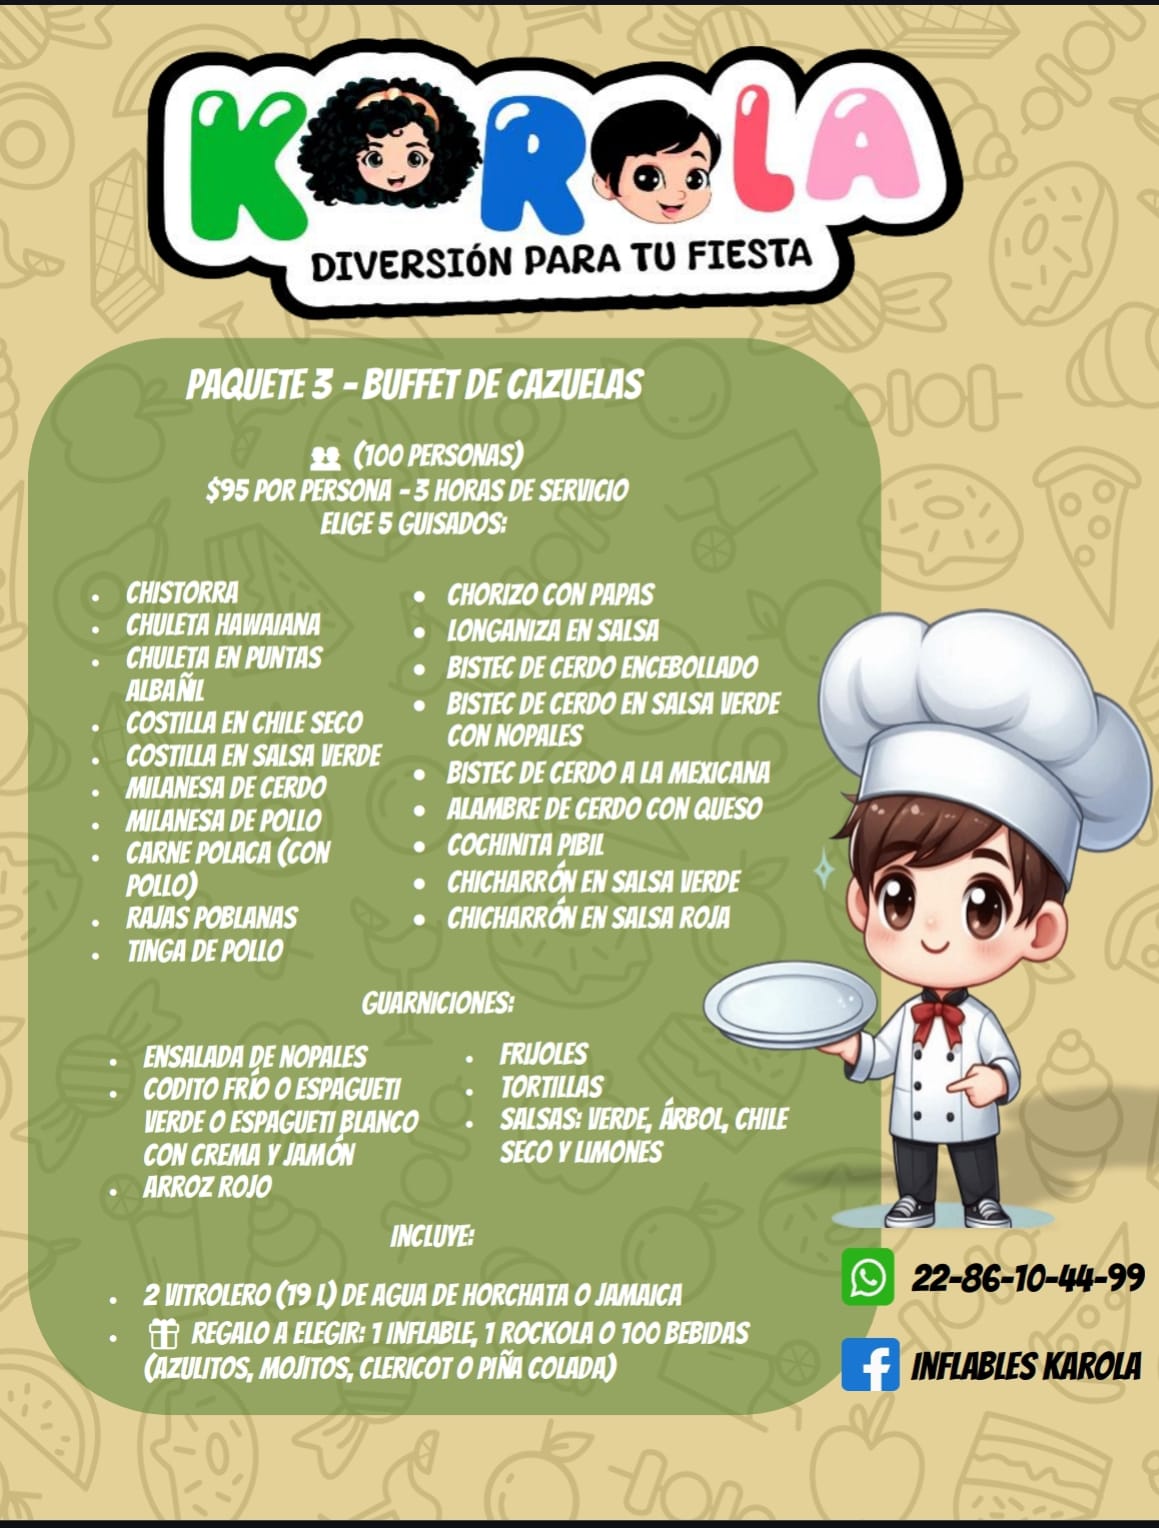 KAROLA
DIVERSIÓN PARA TU FIESTA
PAQUETE 3 - BUFFET DE CAZUELAS
(100 PERSONAS)
$95 POR PERSONA - 3 HORAS DE SERVICIO
ELIGE 5 GUISADOS:
• CHISTORRA
• CHULETA HAWAIANA
• CHULETA EN PUNTAS
ALBAÑIL
• COSTILLA EN CHILE SECO
• COSTILLA EN SALSA VERDE
• MILANESA DE CERDO
• MILANESA DE POLLO
• CARNE POLACA (CON
POLLO)
• RAJAS POBLANAS
• TINGA DE POLLO
• CHORIZO CON PAPAS
• LONGANIZA EN SALSA
• BISTEC DE CERDO ENCEBOLLADO
• BISTEC DE CERDO EN SALSA VERDE
CON NOPALES
• BISTEC DE CERDO A LA MEXICANA
• ALAMBRE DE CERDO CON QUESO
• COCHINITA PIBIL
• CHICHARRÓN EN SALSA VERDE
• CHICHARRÓN EN SALSA ROJA
GUARNICIONES:
• ENSALADA DE NOPALES
• CODITO FRÍO O ESPAGUETI
VERDE O ESPAGUETI BLANCO
CON CREMA Y JAMÓN
• ARROZ ROJO
• FRIJOLES
• TORTILLAS
• SALSAS: VERDE, ÁRBOL, CHILE
SECO Y LIMONES
INCLUYE:
• 2 VITROLERO (19 L) DE AGUA DE HORCHATA O JAMAICA
• REGALO A ELEGIR: 1 INFLABLE, 1 ROCKOLA O 100 BEBIDAS
(AZULITOS, MOJITOS, CLERICOT O PIÑA COLADA)
22-86-10-44-99
INFLABLES KAROLA